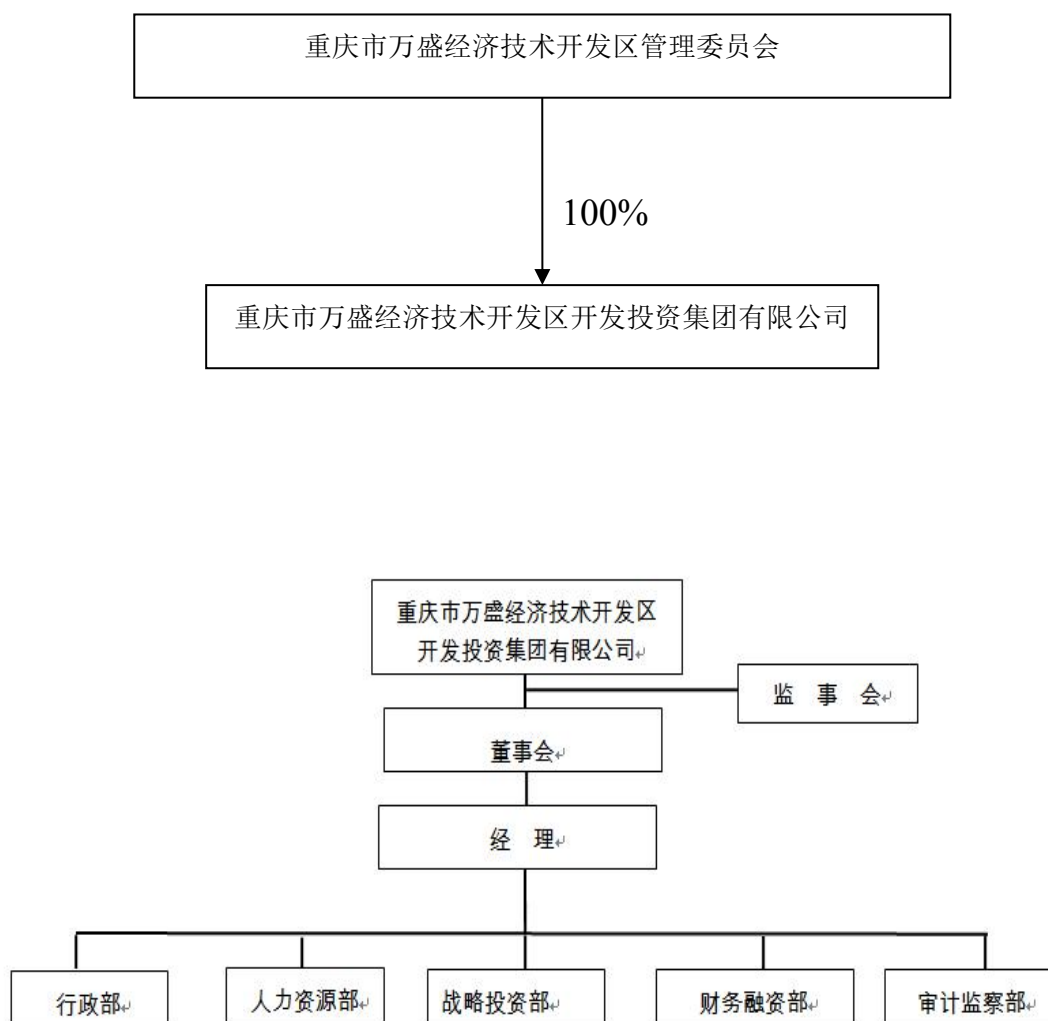 重庆市万盛经济技术开发区管理委员会
100%
重庆市万盛经济技术开发区开发投资集团有限公司
重庆市万盛经济技术开发区
开发投资集团有限公司
监 事 会
董事会
经 理
行政部
人力资源部
战略投资部
财务融资部
审计监察部